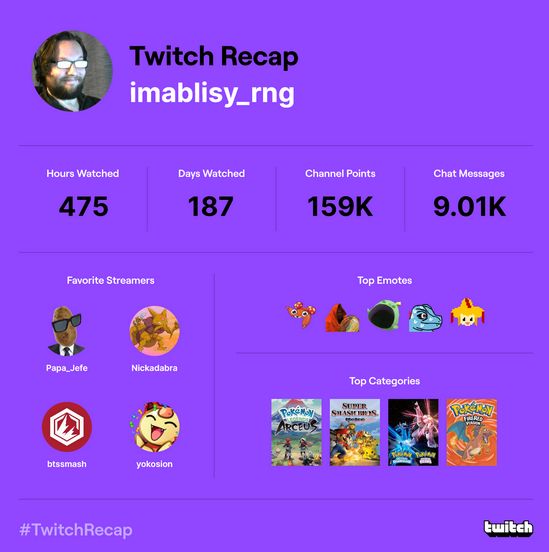 Twitch Recap
imablisy_rng
Hours Watched
475
Days Watched
187
Channel Points
159K
Chat Messages
9.01K
Favorite Streamers
Papa_Jefe
Nickadabra
btssmash
yokosion
Top Emotes
Top Categories
POKÉMON
LEGENDS
ARCEUS
SUPER
SMASH BROS.
Melee
POKÉMON POKÉMON
POKÉMON
FIRERED
VERSION
#TwitchRecap
twitch